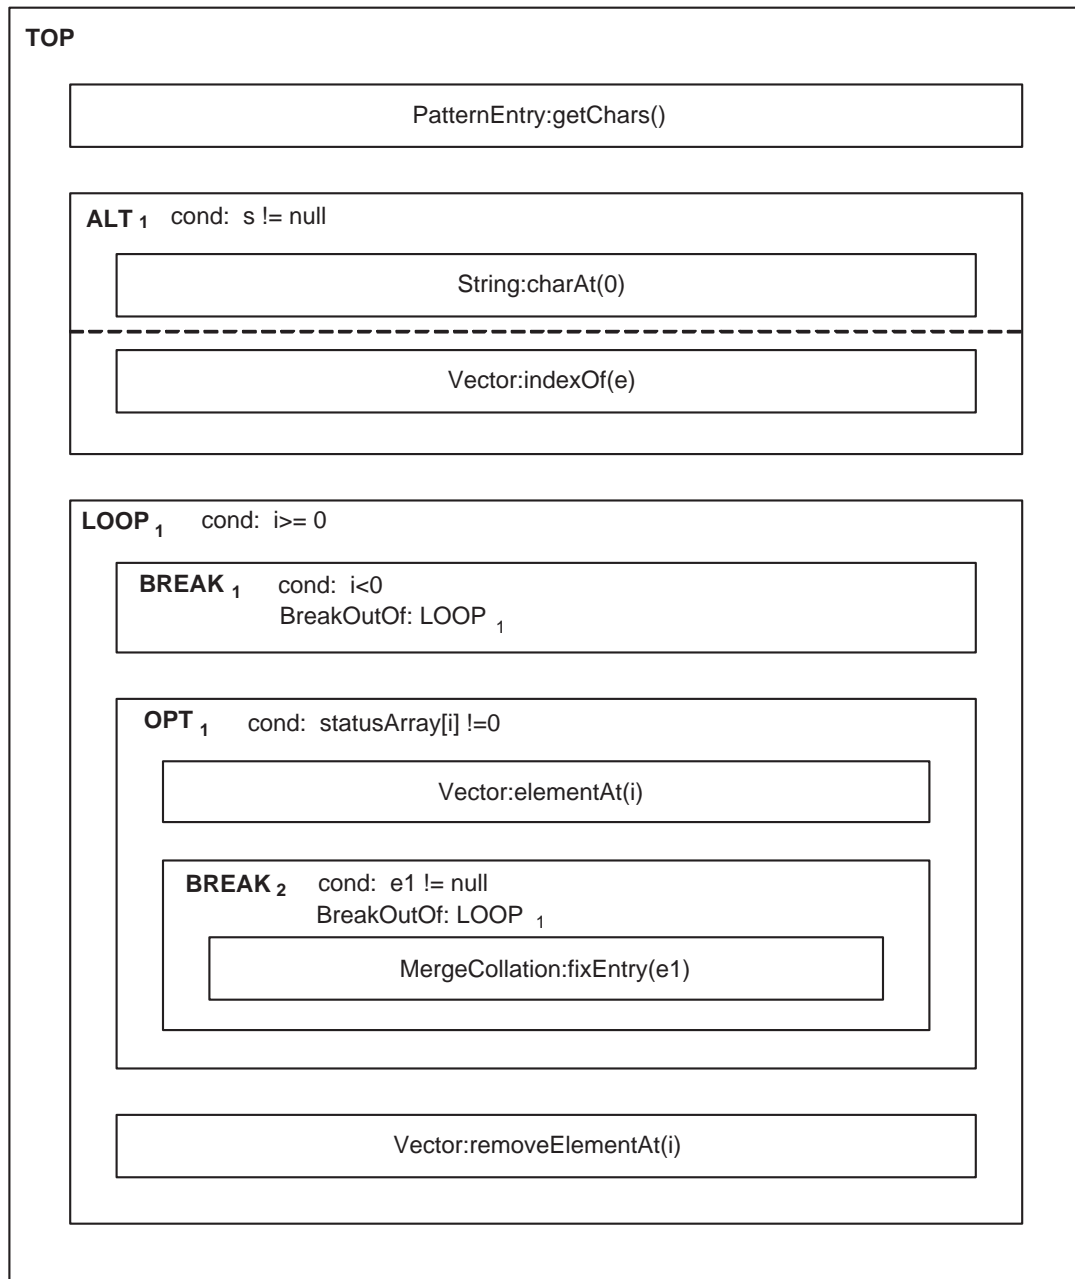 TOP
PatternEntry:getChars()
ALT 1 cond: s != null
String:charAt(0)
Vector:indexOf(e)
LOOP 1 cond: i>= 0
BREAK 1 cond: i<0
BreakOutOf: LOOP 1
OPT 1 cond: statusArray[i] !=0
Vector:elementAt(i)
BREAK 2 cond: e1 != null
BreakOutOf: LOOP 1
MergeCollation:fixEntry(e1)
Vector:removeElementAt(i)